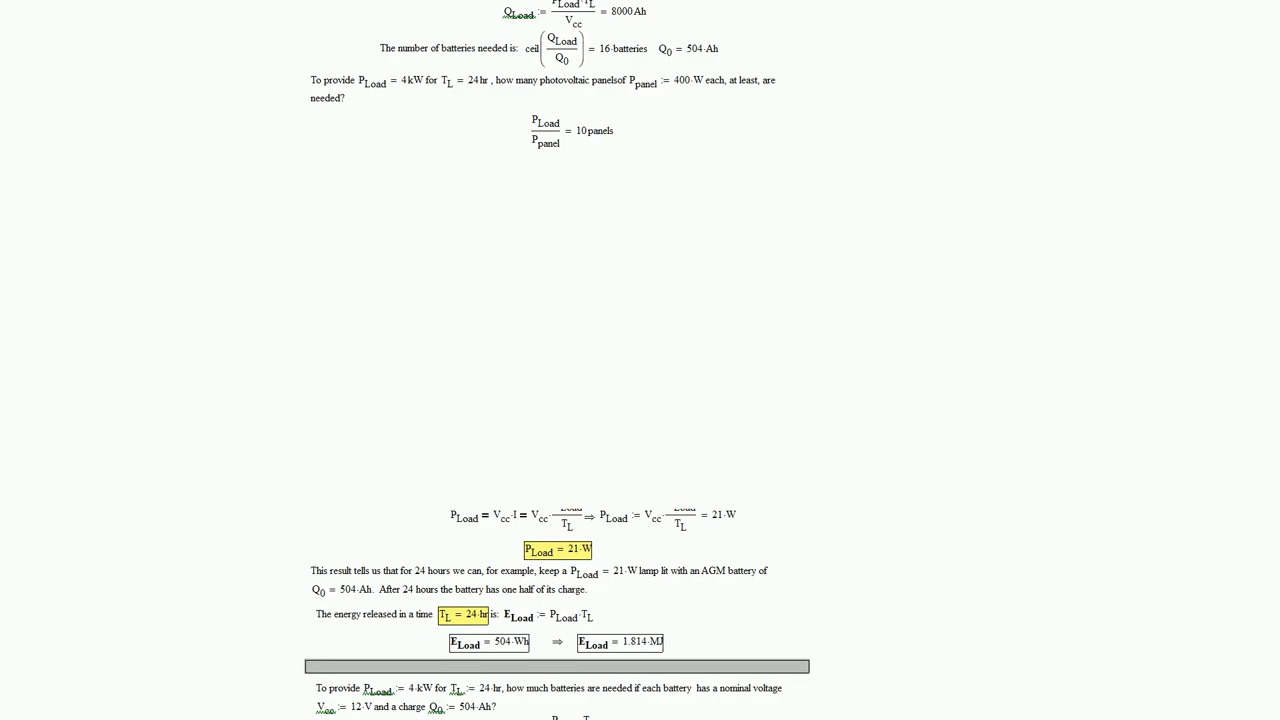 Q_Load := P_Load·T_L / V_cc = 8000 Ah
The number of batteries needed is: ceil(Q_Load / Q_0) = 16·batteries Q_0 = 504·Ah
To provide P_Load = 4 kW for T_L = 24 hr , how many photovoltaic panelsof P_panel := 400·W each, at least, are
needed?
P_Load / P_panel = 10 panels
P_Load = V_cc·I = V_cc· / T_L ⇒ P_Load := V_cc· / T_L = 21·W
P_Load = 21·W
This result tells us that for 24 hours we can, for example, keep a P_Load = 21·W lamp lit with an AGM battery of
Q_0 = 504·Ah. After 24 hours the battery has one half of its charge.
The energy released in a time T_L = 24·hr is: E_Load := P_Load·T_L
E_Load = 504·Wh ⇒ E_Load = 1.814·MJ
To provide P_Load := 4·kW for T_L := 24·hr, how much batteries are needed if each battery has a nominal voltage
V_cc := 12·V and a charge Q_0 := 504·Ah?